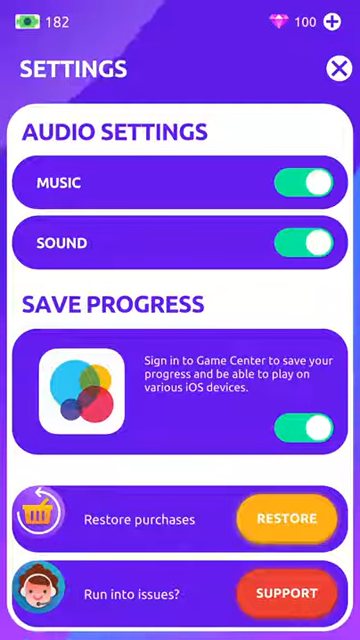 182
100
SETTINGS
AUDIO SETTINGS
MUSIC
SOUND
SAVE PROGRESS
Sign in to Game Center to save your
progress and be able to play on
various iOS devices.
Restore purchases
RESTORE
Run into issues?
SUPPORT